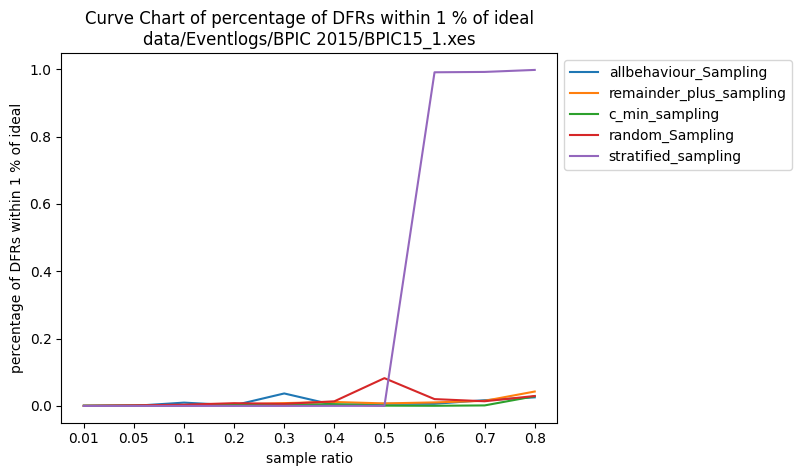 Curve Chart of percentage of DFRs within 1 % of ideal
data/Eventlogs/BPIC 2015/BPIC15_1.xes
percentage of DFRs within 1 % of ideal
1.0
0.8
0.6
0.4
0.2
0.0
0.01 0.05 0.1 0.2 0.3 0.4 0.5 0.6 0.7 0.8
sample ratio
allbehaviour_Sampling
remainder_plus_sampling
c_min_sampling
random_Sampling
stratified_sampling